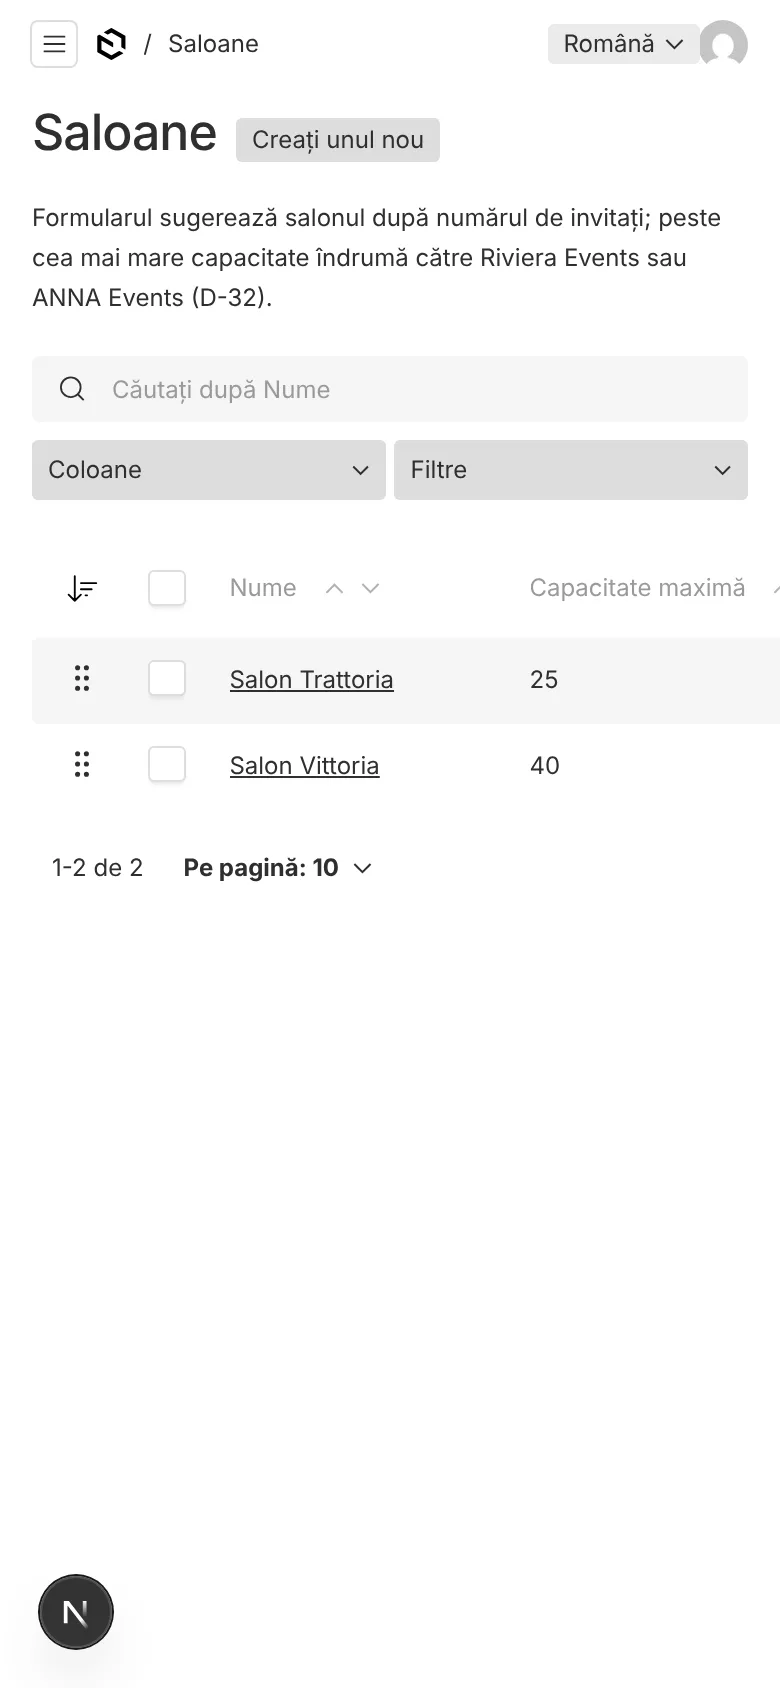 / Saloane
Română
Saloane
Creați unul nou
Formularul sugerează salonul după numărul de invitați; peste
cea mai mare capacitate îndrumă către Riviera Events sau
ANNA Events (D-32).
Căutați după Nume
Coloane
Filtre
Nume
Capacitate maximă
Salon Trattoria
25
Salon Vittoria
40
1-2 de 2
Pe pagină: 10
N